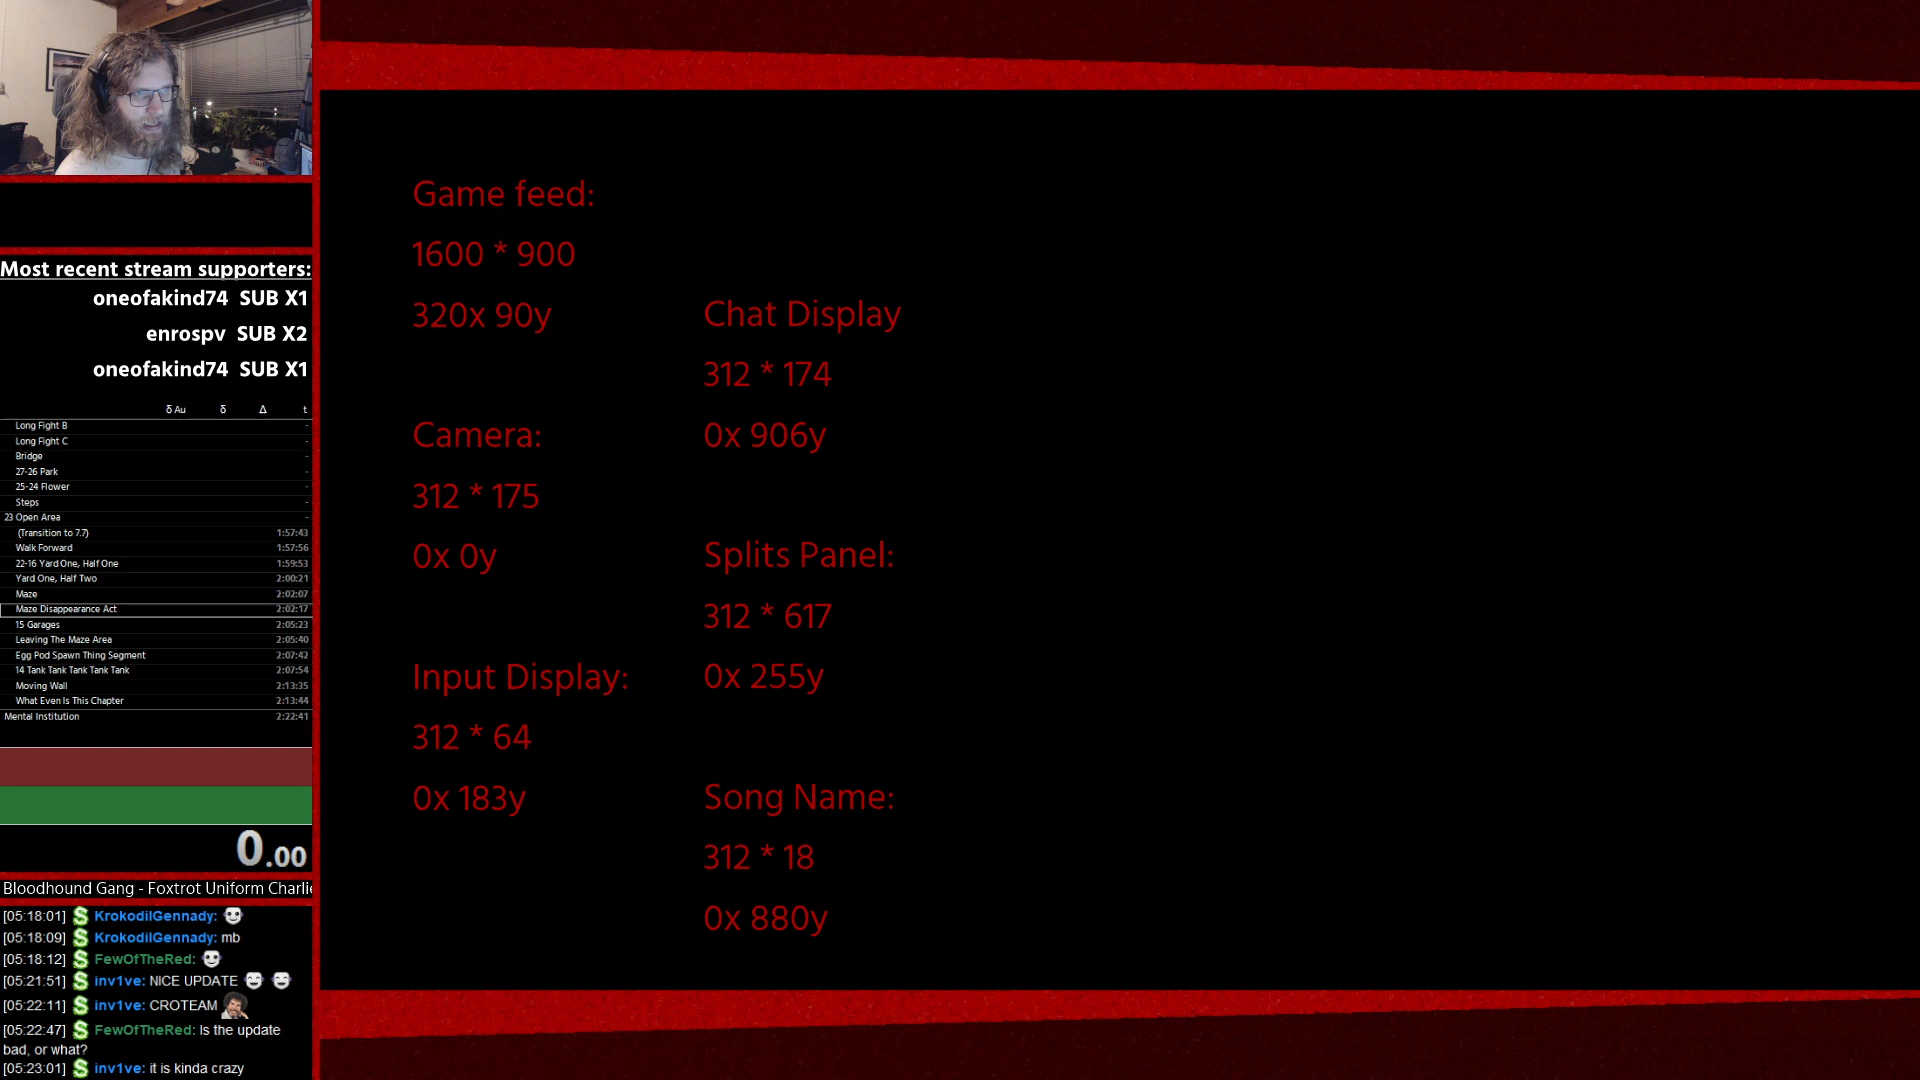 Most recent stream supporters:
oneofakind74 SUB X1
enrospv SUB X2
oneofakind74 SUB X1
δ Au δ Δ t
Long Fight B -
Long Fight C -
Bridge -
27-26 Park -
25-24 Flower -
Steps -
23 Open Area -
(Transition to 7.7) 1:57:43
Walk Forward 1:57:56
22-16 Yard One, Half One 1:59:53
Yard One, Half Two 2:00:21
Maze 2:02:07
Maze Disappearance Act 2:02:17
15 Garages 2:05:23
Leaving The Maze Area 2:05:40
Egg Pod Spawn Thing Segment 2:07:42
14 Tank Tank Tank Tank Tank 2:07:54
Moving Wall 2:13:35
What Even Is This Chapter 2:13:44
Mental Institution 2:22:41
0.00
Bloodhound Gang - Foxtrot Uniform Charlie
[05:18:01] KrokodilGennady:
[05:18:09] KrokodilGennady: mb
[05:18:12] FewOfTheRed:
[05:21:51] inv1ve: NICE UPDATE
[05:22:11] inv1ve: CROTEAM
[05:22:47] FewOfTheRed: Is the update
bad, or what?
[05:23:01] inv1ve: it is kinda crazy
Game feed:
1600 * 900
320x 90y
Camera:
312 * 175
0x 0y
Input Display:
312 * 64
0x 183y
Chat Display
312 * 174
0x 906y
Splits Panel:
312 * 617
0x 255y
Song Name:
312 * 18
0x 880y